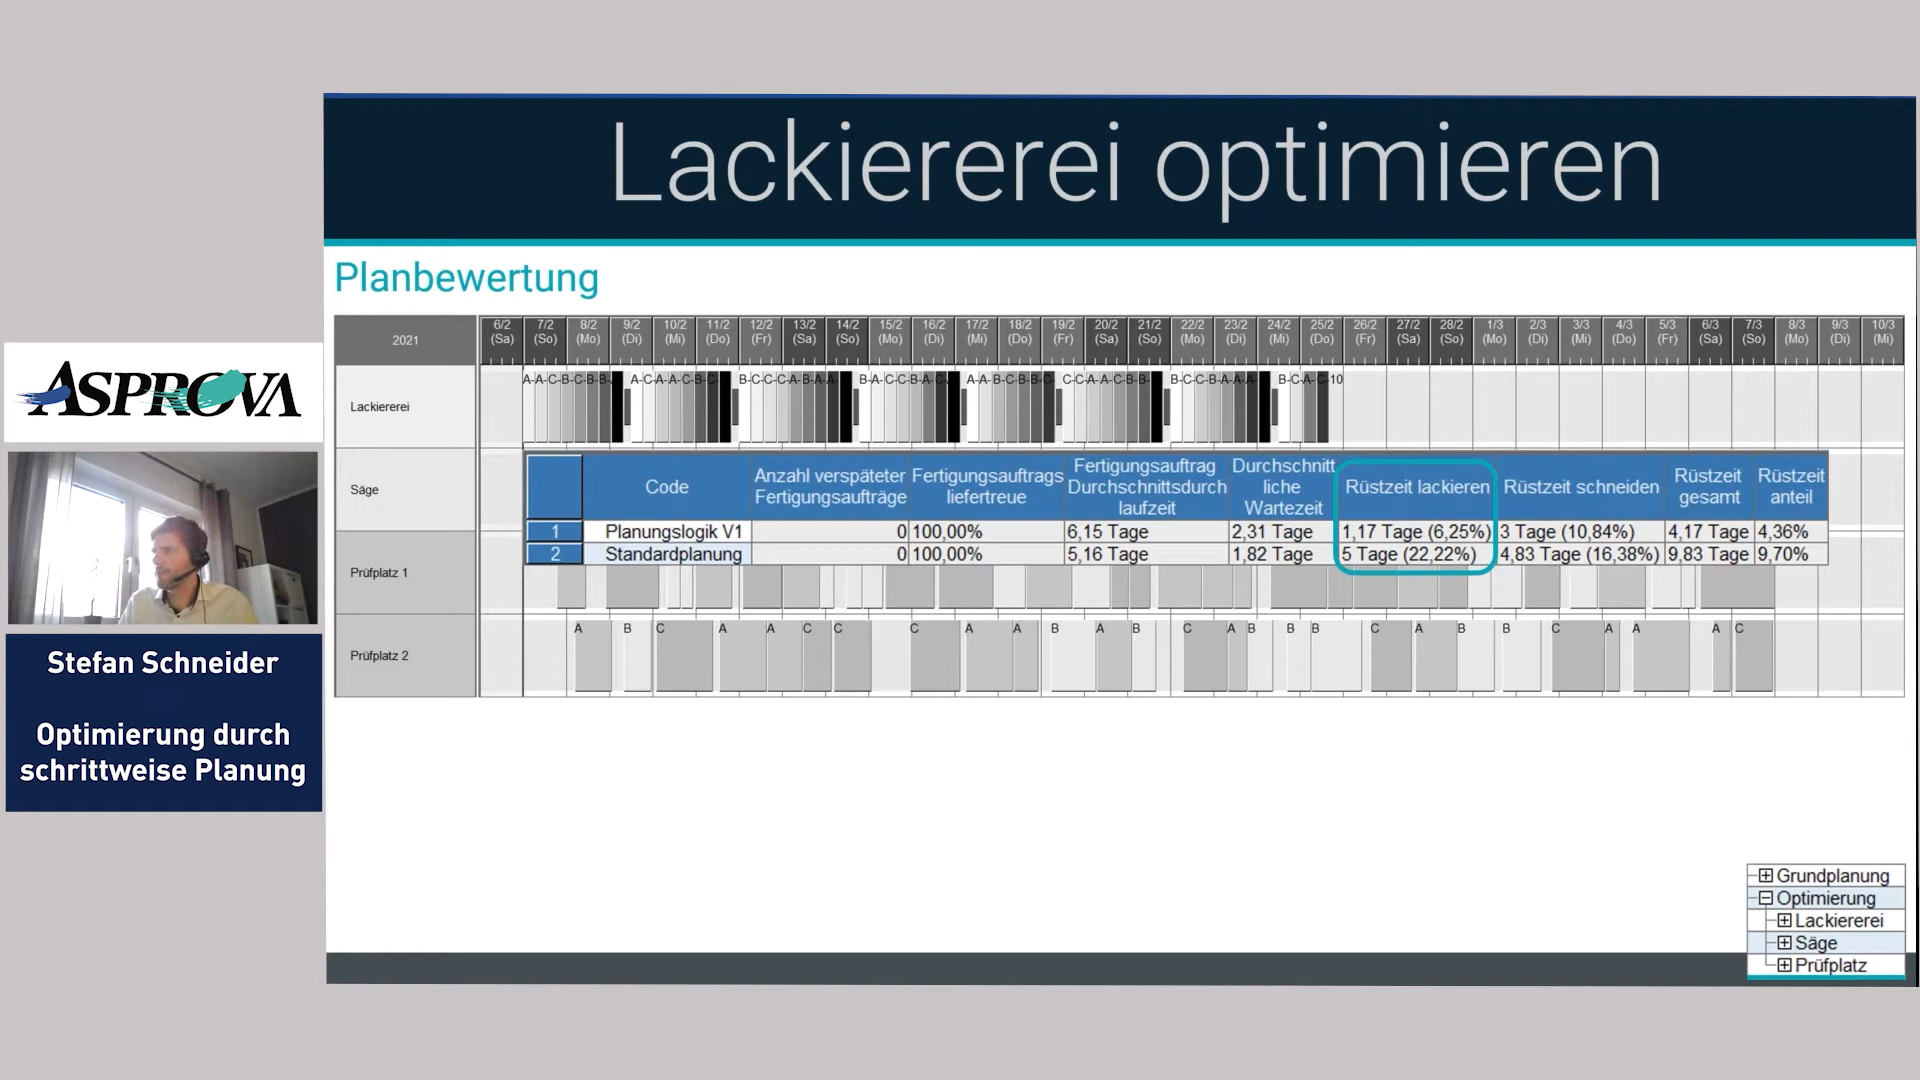 Lackiererei optimieren
Planbewertung
2021
6/2 7/2 8/2 9/2 10/2 11/2 12/2 13/2 14/2 15/2 16/2 17/2 18/2 19/2 20/2 21/2 22/2 23/2 24/2 25/2 26/2 27/2 28/2 1/3 2/3 3/3 4/3 5/3 6/3 7/3 8/3 9/3 10/3
(Sa) (So) (Mo) (Di) (Mi) (Do) (Fr) (Sa) (So) (Mo) (Di) (Mi) (Do) (Fr) (Sa) (So) (Mo) (Di) (Mi) (Do) (Fr) (Sa) (So) (Mo) (Di) (Mi) (Do) (Fr) (Sa) (So) (Mo) (Di) (Mi)
A-A-C-B-C-B-B- A-C-A-A-C-B-C- B-C-C-C-A-B-A-A- B-A-C-C-B-A-C- A-A-B-C-B-B-C- C-C-A-A-C-B-B- B-C-C-B-A-A-A- B-C-A-C-10
Lackiererei
Säge
Code
Anzahl verspäteter
Fertigungsaufträge
Fertigungsauftrags
liefertreue
Fertigungsauftrag
Durchschnittsdurch
laufzeit
Durchschnitt
liche
Wartezeit
Rüstzeit lackieren
Rüstzeit schneiden
Rüstzeit
gesamt
Rüstzeit
anteil
1 Planungslogik V1 0 100,00% 6,15 Tage 2,31 Tage 1,17 Tage (6,25%) 3 Tage (10,84%) 4,17 Tage 4,36%
2 Standardplanung 0 100,00% 5,16 Tage 1,82 Tage 5 Tage (22,22%) 4,83 Tage (16,38%) 9,83 Tage 9,70%
Prüfplatz 1
A B C A A C C C A A B A B C A B B B C A B B C A A A C
Prüfplatz 2
ASPROVA
Stefan Schneider
Optimierung durch
schrittweise Planung
Grundplanung
Optimierung
Lackiererei
Säge
Prüfplatz